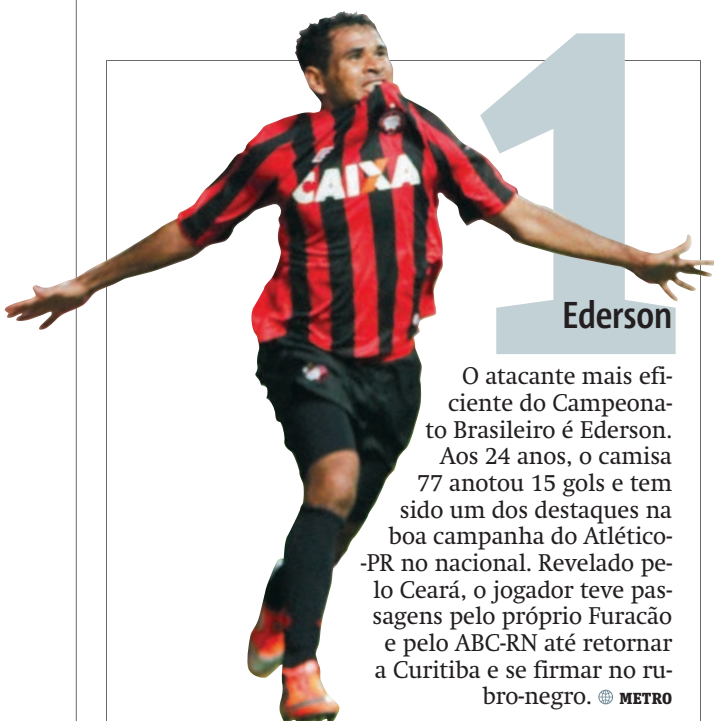 CAIXA
1
Ederson
O atacante mais efi-
ciente do Campeona-
to Brasileiro é Ederson.
Aos 24 anos, o camisa
77 anotou 15 gols e tem
sido um dos destaques na
boa campanha do Atlético-
-PR no nacional. Revelado pe-
lo Ceará, o jogador teve pas-
sagens pelo próprio Furacão
e pelo ABC-RN até retornar
a Curitiba e se firmar no ru-
bro-negro. METRO